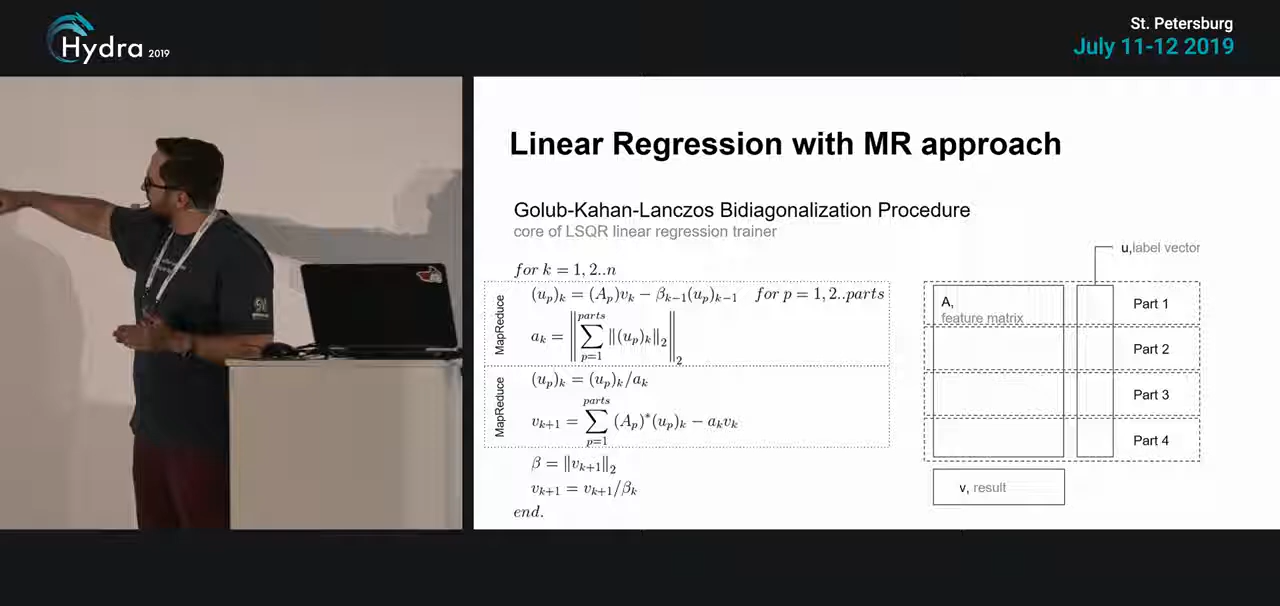 Hydra 2019
St. Petersburg
July 11-12 2019
Linear Regression with MR approach
Golub-Kahan-Lanczos Bidiagonalization Procedure
core of LSQR linear regression trainer
for k = 1, 2..n
MapReduce
(u_p)_k = (A_p)v_k − β_{k−1}(u_p)_{k−1} for p = 1, 2..parts
a_k = ‖∑_{p=1}^{parts} ‖(u_p)_k‖_2‖_2
MapReduce
(u_p)_k = (u_p)_k/a_k
v_{k+1} = ∑_{p=1}^{parts} (A_p)*(u_p)_k − a_k v_k
β = ‖v_{k+1}‖_2
v_{k+1} = v_{k+1}/β_k
end.
u,label vector
A,
feature matrix
Part 1
Part 2
Part 3
Part 4
v, result